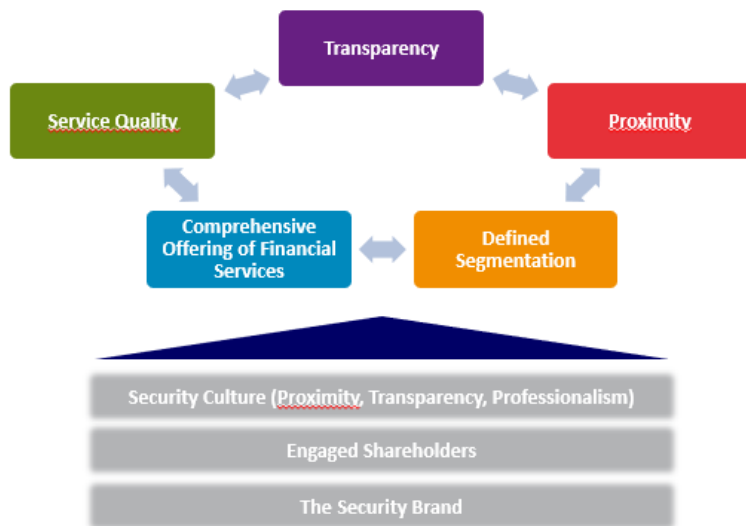 Transparency
Service Quality
Proximity
Comprehensive
Offering of Financial
Services
Defined
Segmentation
Security Culture (Proximity, Transparency, Professionalism)
Engaged Shareholders
The Security Brand